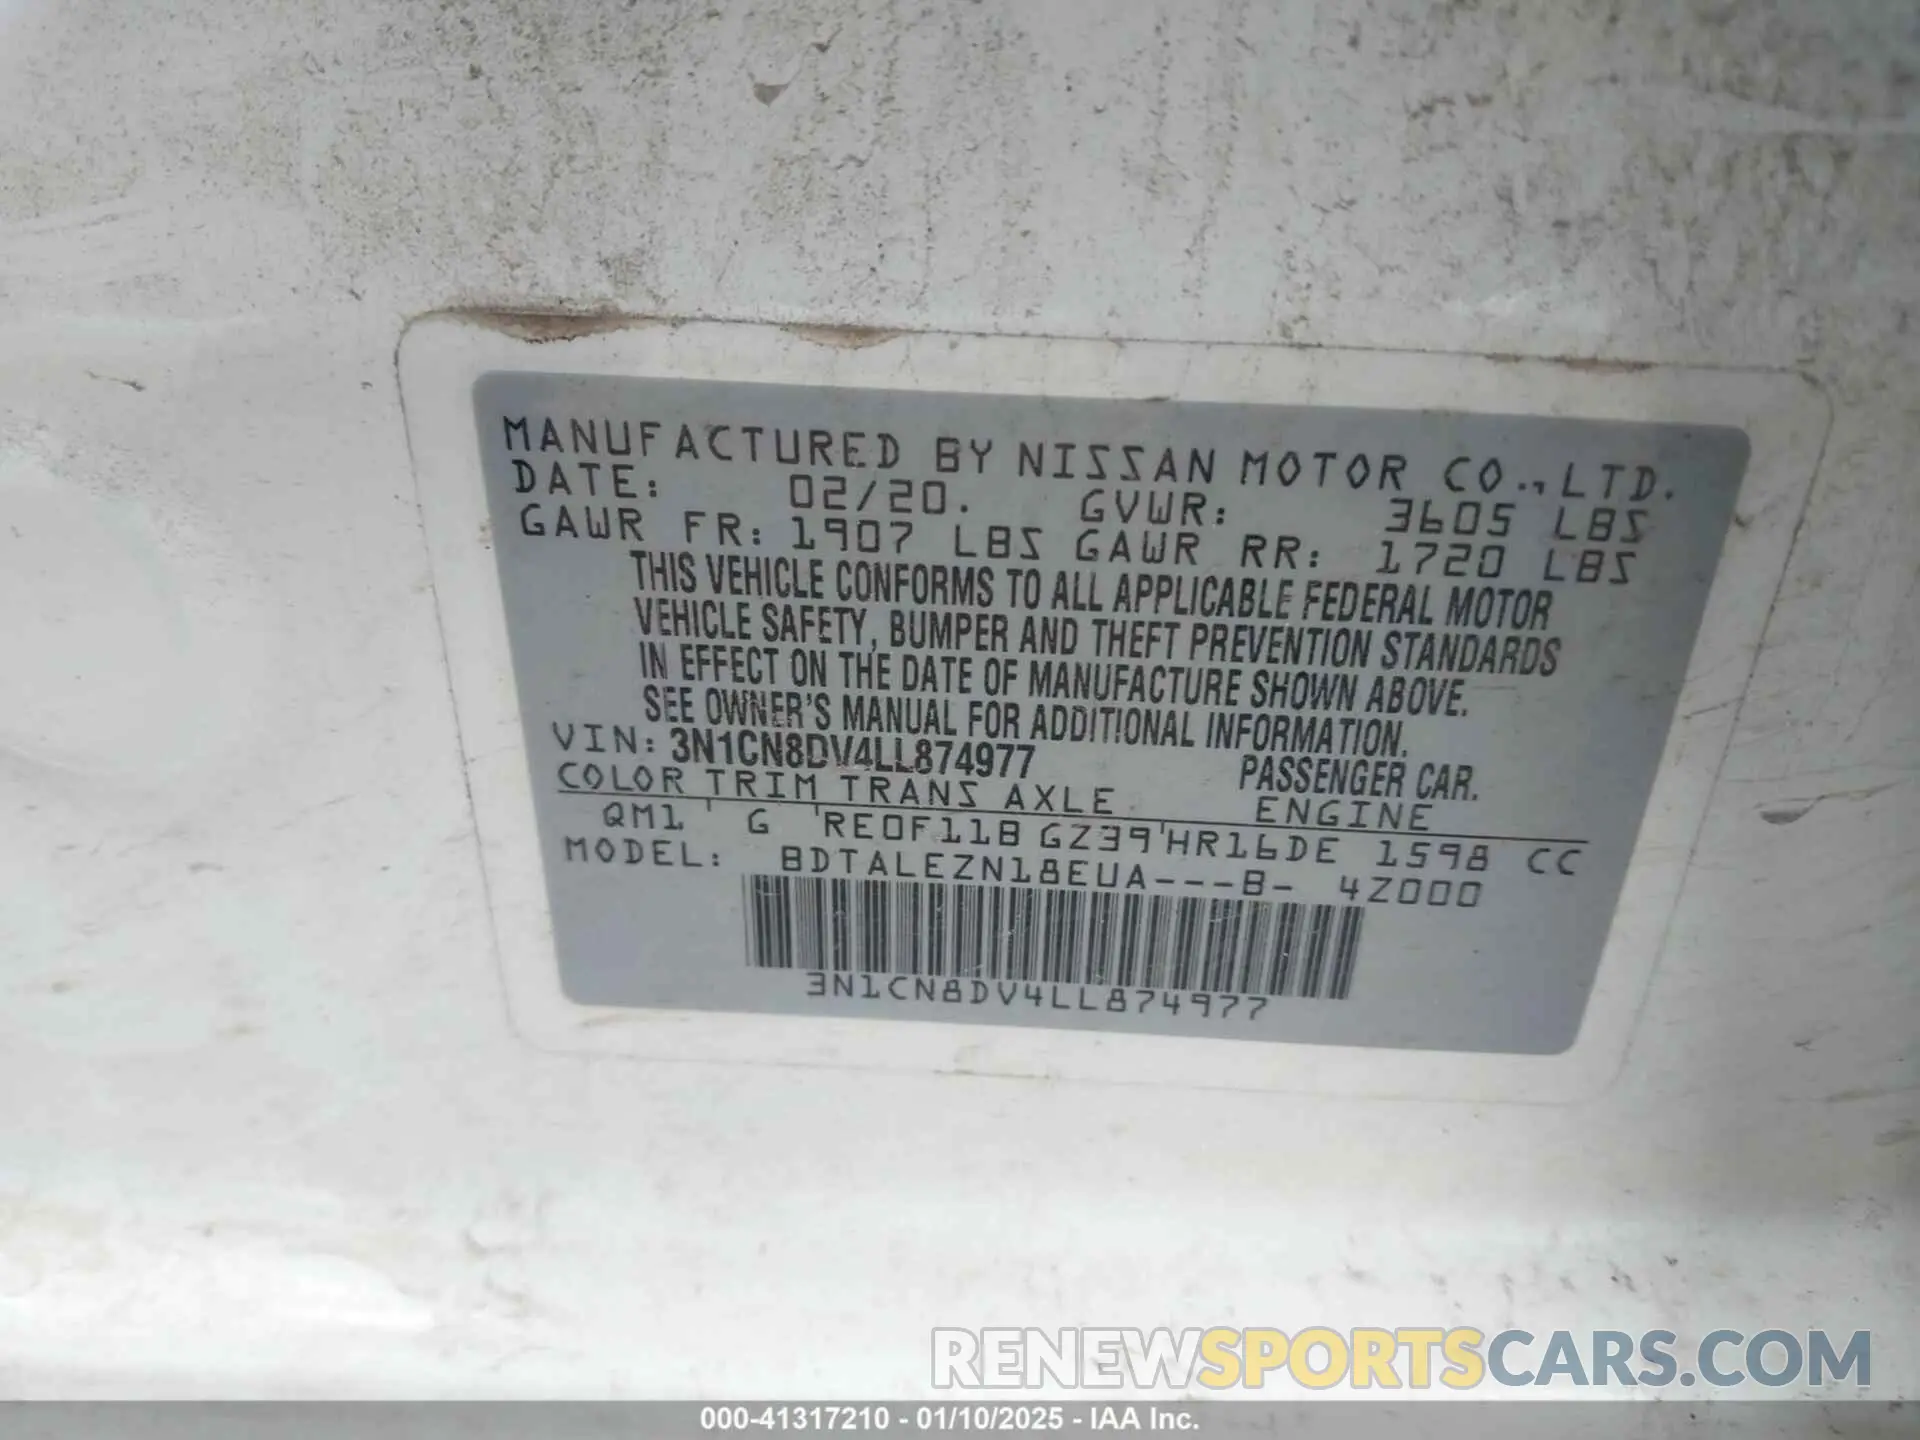 MANUFACTURED BY NISSAN MOTOR CO., LTD.
DATE: 02/20. GVWR: 3605 LBS
GAWR FR: 1907 LBS GAWR RR: 1720 LBS
THIS VEHICLE CONFORMS TO ALL APPLICABLE FEDERAL MOTOR
VEHICLE SAFETY, BUMPER AND THEFT PREVENTION STANDARDS
IN EFFECT ON THE DATE OF MANUFACTURE SHOWN ABOVE.
SEE OWNER'S MANUAL FOR ADDITIONAL INFORMATION.
VIN: 3N1CN8DV4LL874977 PASSENGER CAR.
COLOR TRIM TRANS AXLE ENGINE
QM1 ' G 'RE0F11B GZ39'HR16DE 1598 CC
MODEL: BDTALEZN18EUA---B- 4Z000
3N1CN8DV4LL874977
RENEWSPORTSCARS.COM
000-41317210 - 01/10/2025 - IAA Inc.